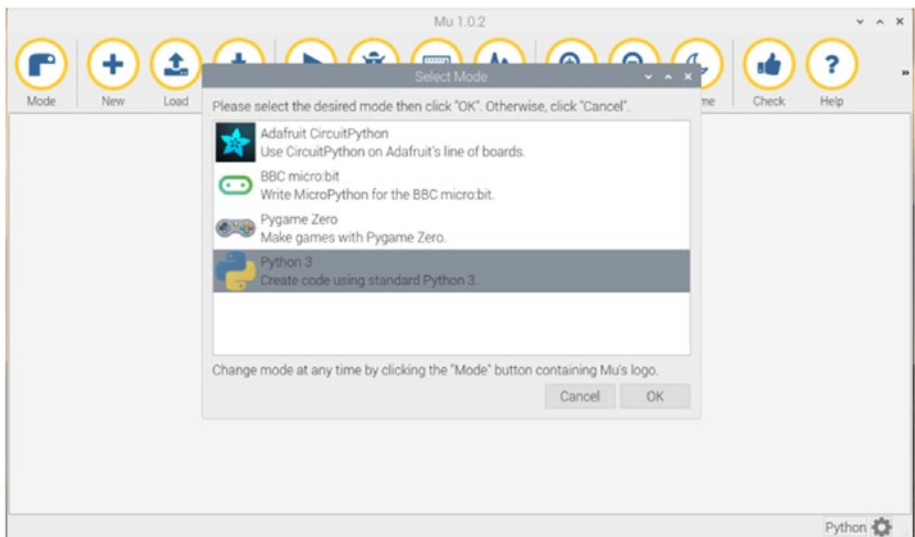 Mu 1.0.2
Select Mode
Mode
New
Load
Check
Help
?
»
Please select the desired mode then click "OK". Otherwise, click "Cancel".
Adafruit CircuitPython
Use CircuitPython on Adafruit's line of boards.
BBC micro:bit
Write MicroPython for the BBC micro:bit.
Pygame Zero
Make games with Pygame Zero.
Python 3
Create code using standard Python 3.
Change mode at any time by clicking the "Mode" button containing Mu's logo.
Cancel
OK
Python